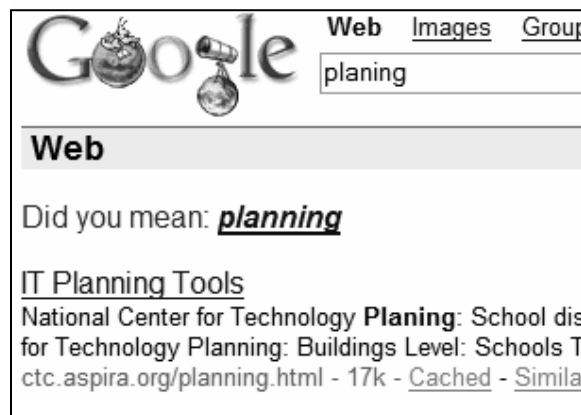 Google
Web Images Group
planing
Web
Did you mean: planning
IT Planning Tools
National Center for Technology Planing: School dis
for Technology Planning: Buildings Level: Schools T
ctc.aspira.org/planning.html - 17k - Cached - Simila